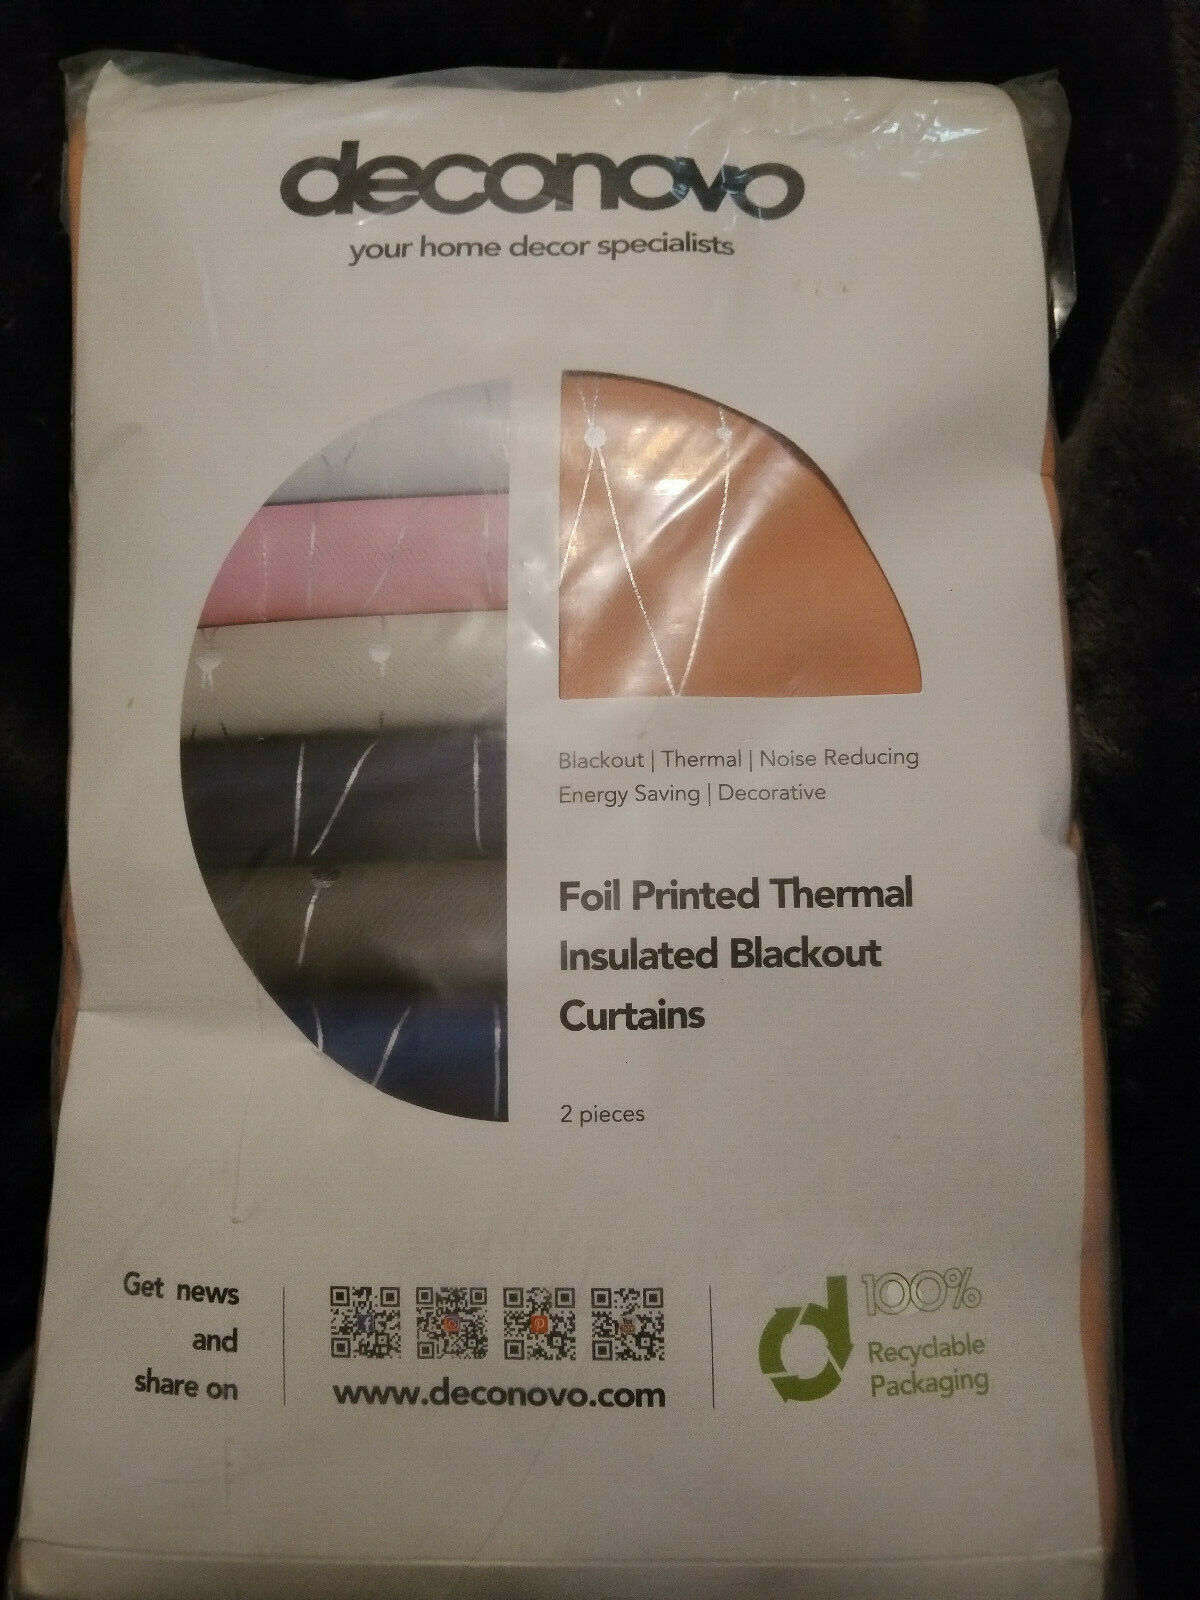 deconovo
your home decor specialists
Blackout | Thermal | Noise Reducing
Energy Saving | Decorative
Foil Printed Thermal
Insulated Blackout
Curtains
2 pieces
Get news
and
share on
www.deconovo.com
100%
Recyclable
Packaging